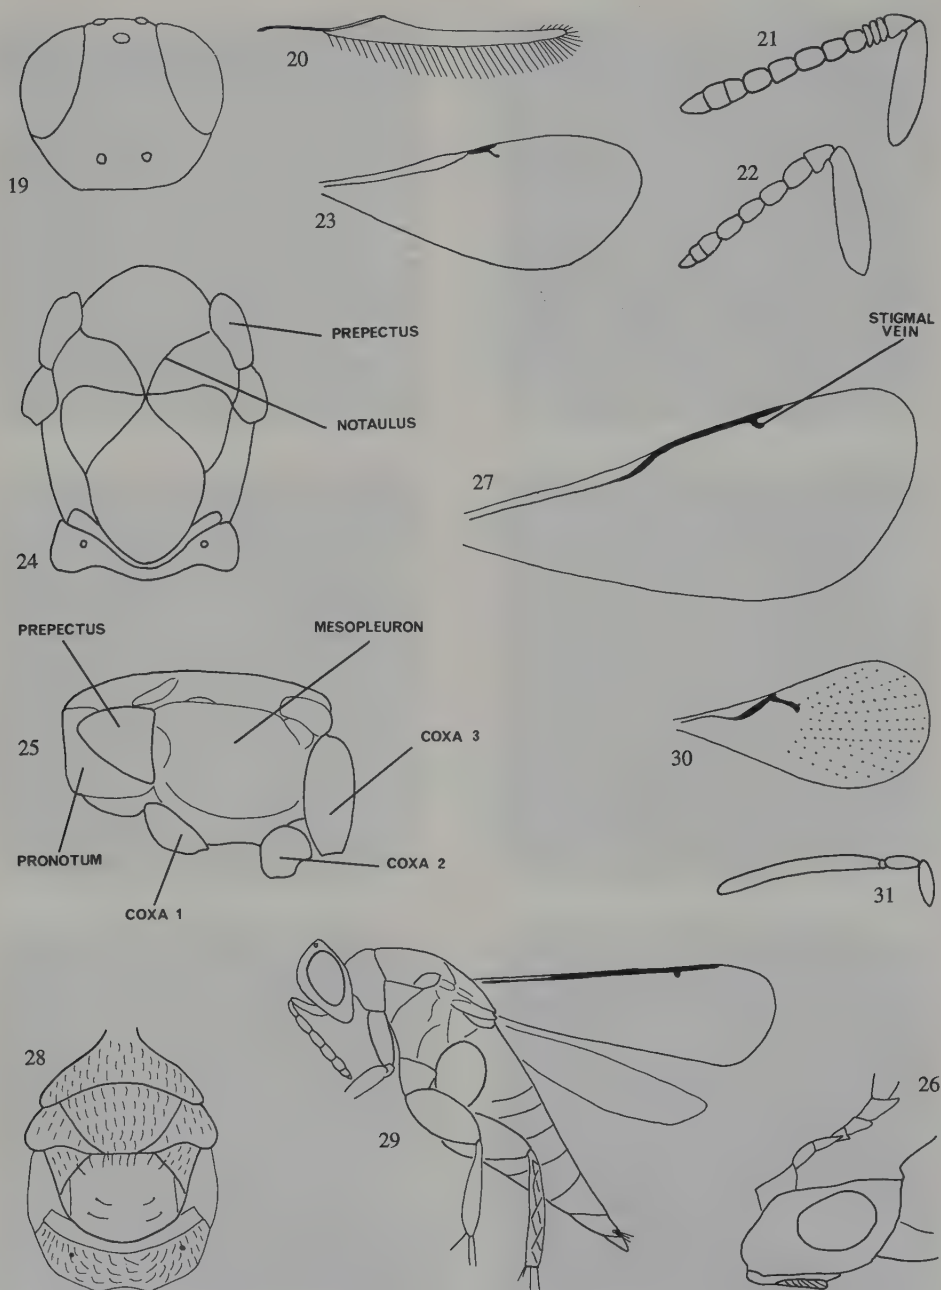 19
20
21
22
23
24
PREPECTUS
NOTAULUS
STIGMAL
VEIN
27
25
PREPECTUS
MESOPLEURON
COXA 3
PRONOTUM
COXA 1
COXA 2
30
31
28
29
26